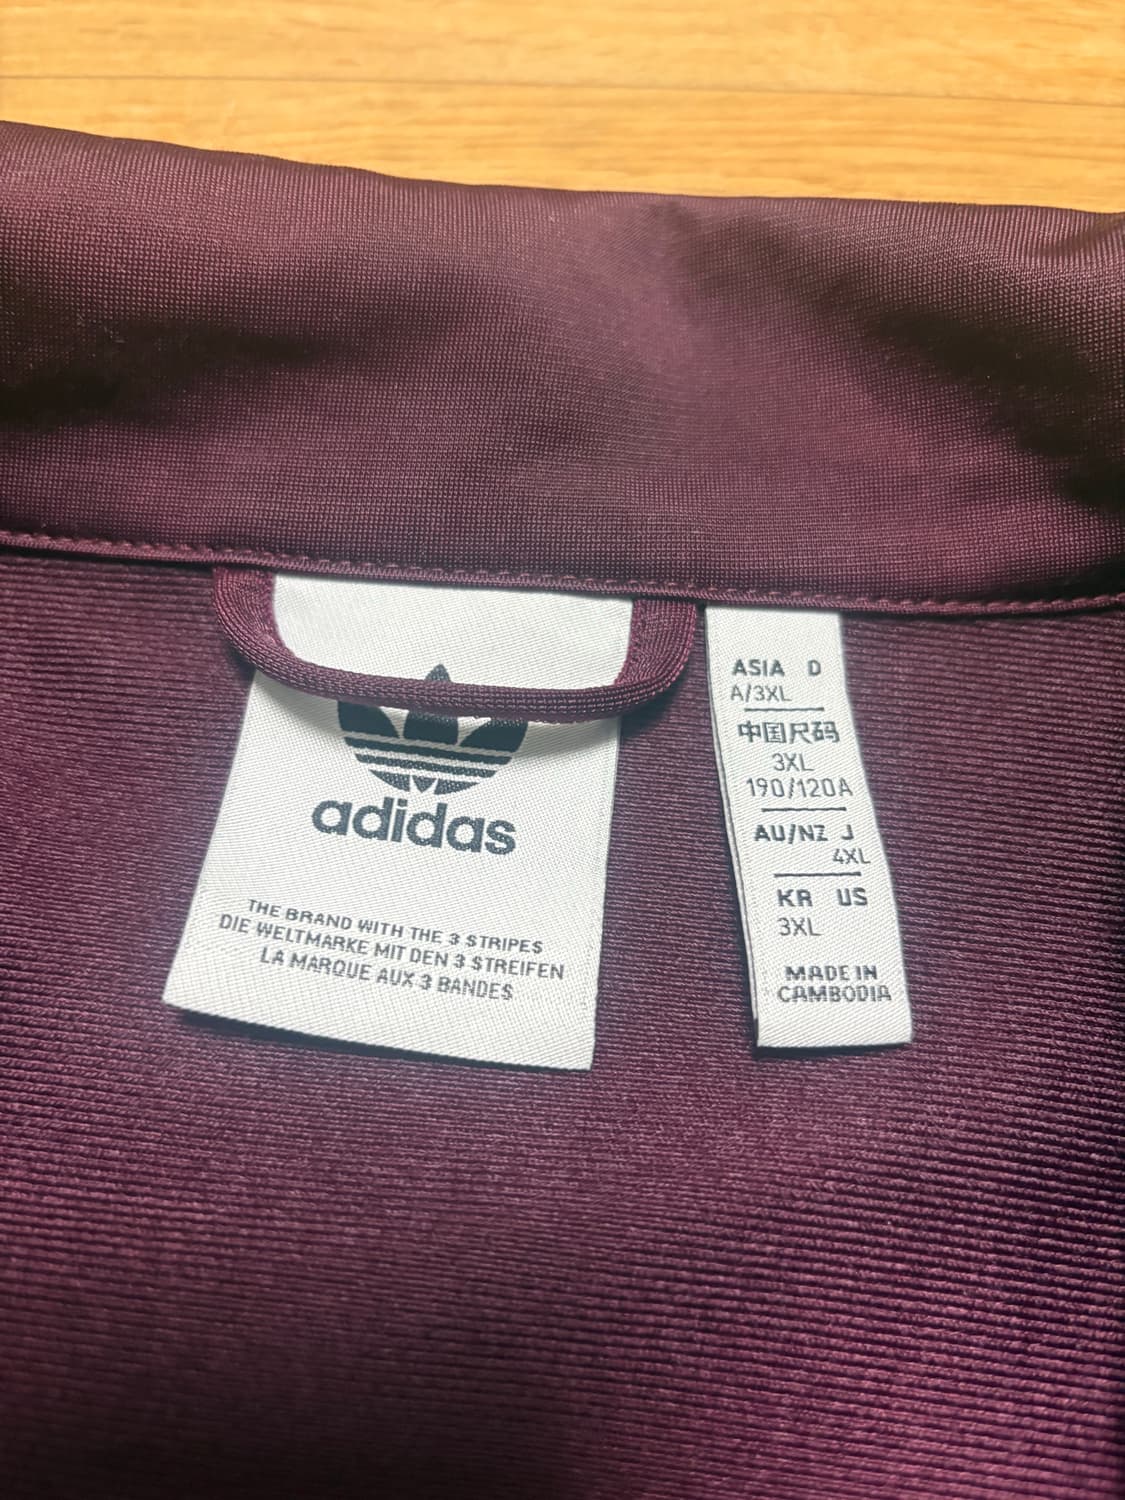 adidas
THE BRAND WITH THE 3 STRIPES
DIE WELTMARKE MIT DEN 3 STREIFEN
LA MARQUE AUX 3 BANDES
ASIA D
A/3XL
中国尺码
3XL
190/120A
AU/NZ J
4XL
KR US
3XL
MADE IN
CAMBODIA